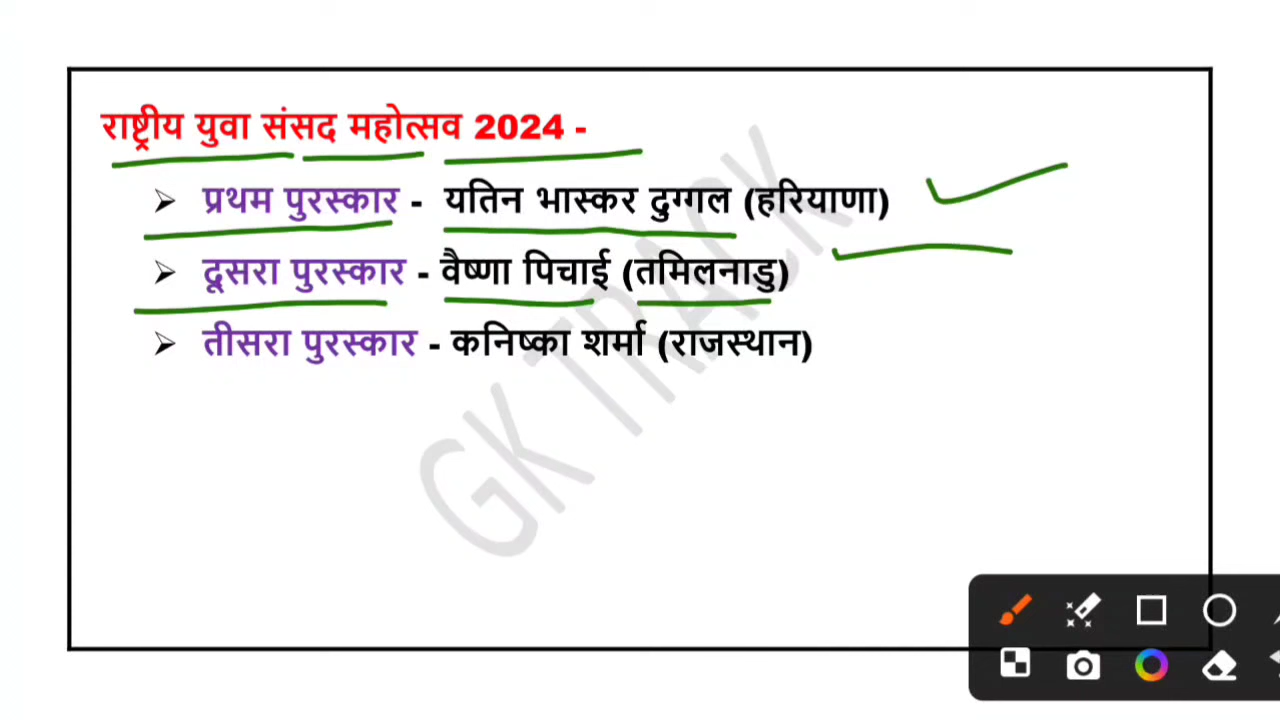 राष्ट्रीय युवा संसद महोत्सव 2024 -
➢ प्रथम पुरस्कार - यतिन भास्कर दुग्गल (हरियाणा)
➢ दूसरा पुरस्कार - वैष्णा पिचाई (तमिलनाडु)
➢ तीसरा पुरस्कार - कनिष्का शर्मा (राजस्थान)
GK TRACK